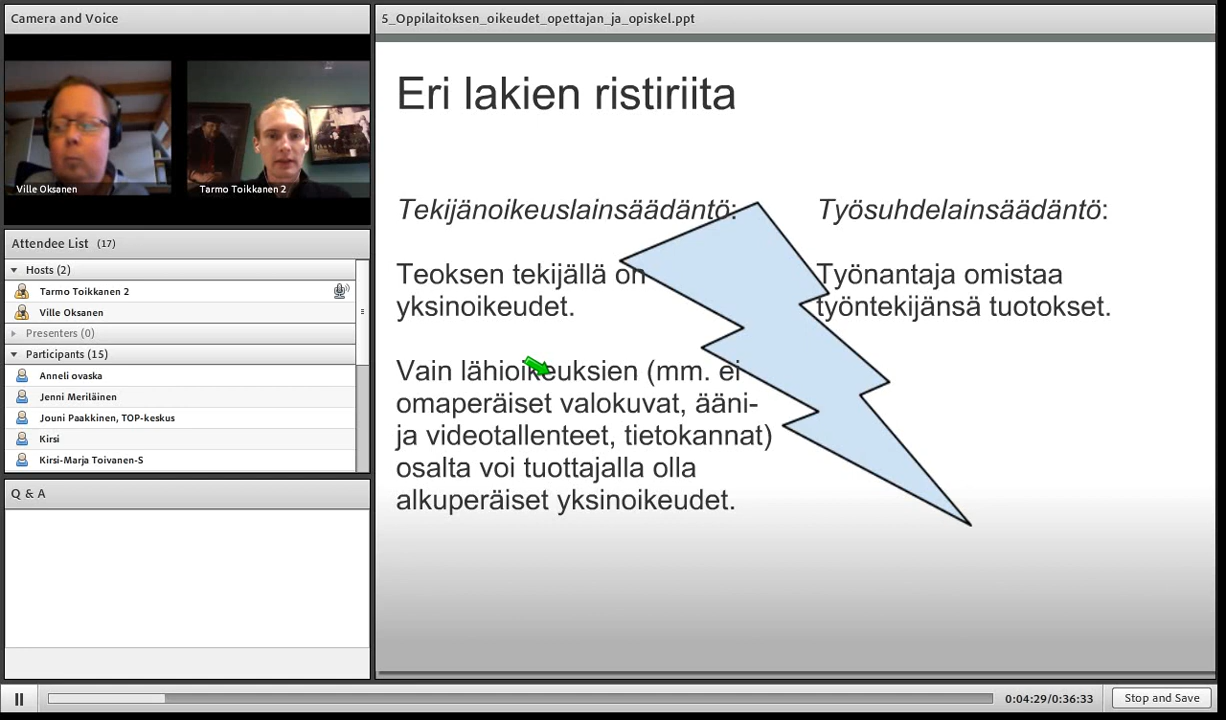 Camera and Voice
Ville Oksanen
Tarmo Toikkanen 2
Attendee List (17)
Hosts (2)
Tarmo Toikkanen 2
Ville Oksanen
Presenters (0)
Participants (15)
Anneli ovaska
Jenni Meriläinen
Jouni Paakkinen, TOP-keskus
Kirsi
Kirsi-Marja Toivanen-S
Q & A
5_Oppilaitoksen_oikeudet_opettajan_ja_opiskel.ppt
Eri lakien ristiriita
Tekijänoikeuslainsäädäntö:
Teoksen tekijällä on
yksinoikeudet.
Vain lähioikeuksien (mm. ei
omaperäiset valokuvat, ääni-
ja videotallenteet, tietokannat)
osalta voi tuottajalla olla
alkuperäiset yksinoikeudet.
Työsuhdelainsäädäntö:
Työnantaja omistaa
työntekijänsä tuotokset.
0:04:29/0:36:33
Stop and Save